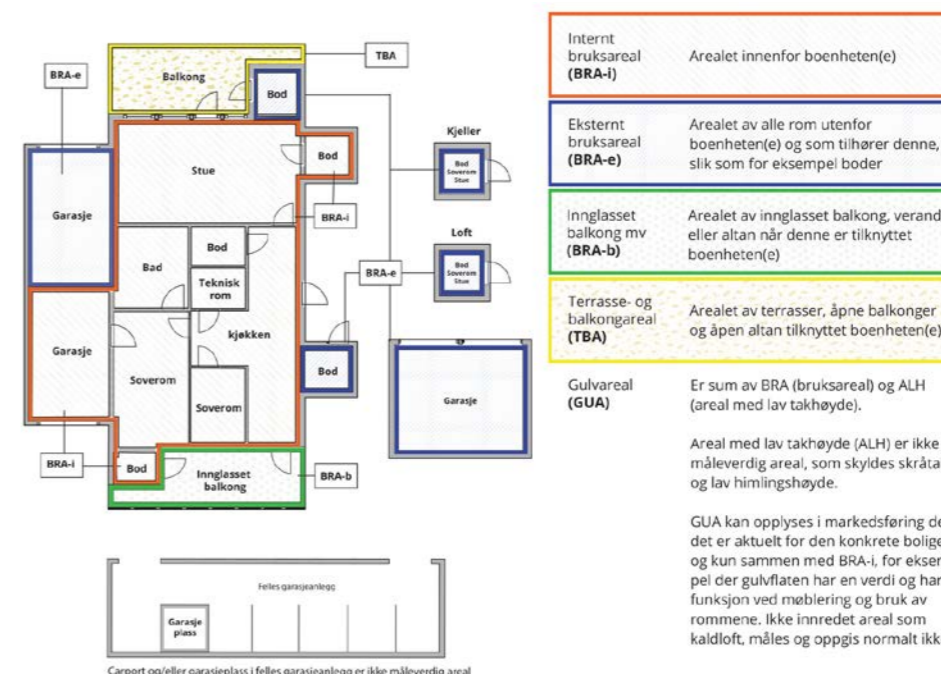 TBA
BRA-e
Balkong
Bod
Kjeller
Stue
Bod
Bod
Soverom
Stue
Garasje
BRA-i
Bod
Loft
Bad
Teknisk
rom
BRA-e
Bod
Soverom
Stue
Garasje
kjøkken
Soverom
Bod
Garasje
Soverom
BRA-i
Bod
Innglasset
balkong
BRA-b
Felles garasjeanlegg
Garasje
plass
Carport og/eller garasjeplass i felles garasjeanlegg er ikke måleverdig areal
Internt
bruksareal
(BRA-i)
Arealet innenfor boenheten(e)
Eksternt
bruksareal
(BRA-e)
Arealet av alle rom utenfor
boenheten(e) og som tilhører denne,
slik som for eksempel boder
Innglasset
balkong mv
(BRA-b)
Arealet av innglasset balkong, verand
eller altan når denne er tilknyttet
boenheten(e)
Terrasse- og
balkongareal
(TBA)
Arealet av terrasser, åpne balkonger
og åpen altan tilknyttet boenheten(e)
Gulvareal
(GUA)
Er sum av BRA (bruksareal) og ALH
(areal med lav takhøyde).
Areal med lav takhøyde (ALH) er ikke
måleverdig areal, som skyldes skråta
og lav himlingshøyde.
GUA kan opplyses i markedsføring de
det er aktuelt for den konkrete bolige
og kun sammen med BRA-i, for eksem
pel der gulvflaten har en verdi og har
funksjon ved møblering og bruk av
rommene. Ikke innredet areal som
kaldloft, måles og oppgis normalt ikk